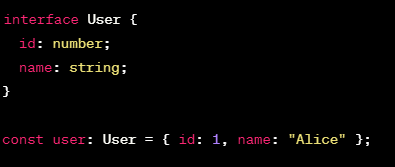 interface User {
  id: number;
  name: string;
}

const user: User = { id: 1, name: "Alice" };